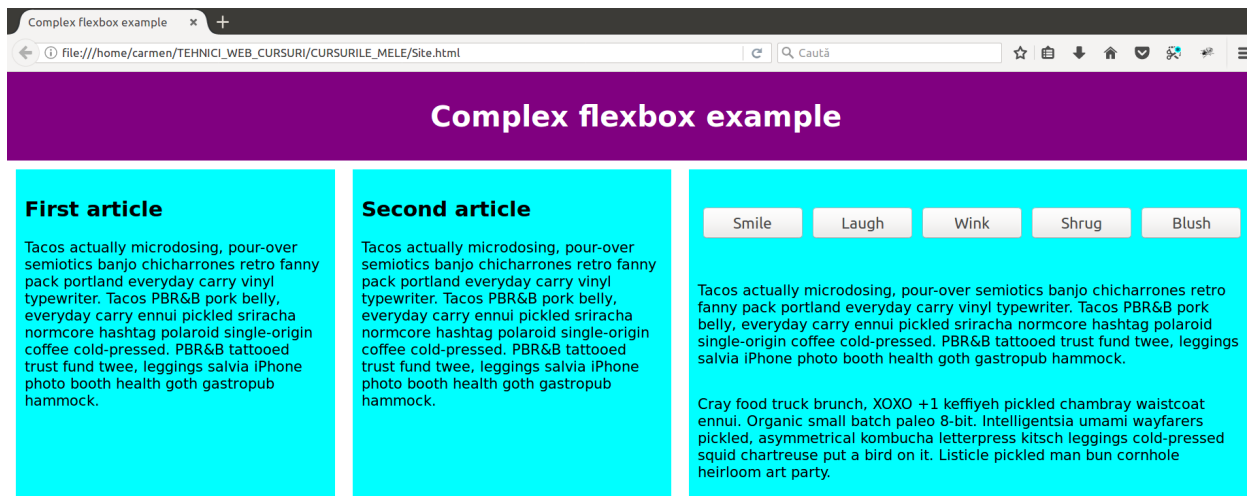 Complex flexbox example
file:///home/carmen/TEHNICI_WEB_CURSURI/CURSURILE_MELE/Site.html
Caută
Complex flexbox example
First article
Tacos actually microdosing, pour-over
semiotics banjo chicharrones retro fanny
pack portland everyday carry vinyl
typewriter. Tacos PBR&B pork belly,
everyday carry ennui pickled sriracha
normcore hashtag polaroid single-origin
coffee cold-pressed. PBR&B tattooed
trust fund twee, leggings salvia iPhone
photo booth health goth gastropub
hammock.
Second article
Tacos actually microdosing, pour-over
semiotics banjo chicharrones retro fanny
pack portland everyday carry vinyl
typewriter. Tacos PBR&B pork belly,
everyday carry ennui pickled sriracha
normcore hashtag polaroid single-origin
coffee cold-pressed. PBR&B tattooed
trust fund twee, leggings salvia iPhone
photo booth health goth gastropub
hammock.
Smile Laugh Wink Shrug Blush
Tacos actually microdosing, pour-over semiotics banjo chicharrones retro
fanny pack portland everyday carry vinyl typewriter. Tacos PBR&B pork
belly, everyday carry ennui pickled sriracha normcore hashtag polaroid
single-origin coffee cold-pressed. PBR&B tattooed trust fund twee, leggings
salvia iPhone photo booth health goth gastropub hammock.
Cray food truck brunch, XOXO +1 keffiyeh pickled chambray waistcoat
ennui. Organic small batch paleo 8-bit. Intelligentsia umami wayfarers
pickled, asymmetrical kombucha letterpress kitsch leggings cold-pressed
squid chartreuse put a bird on it. Listicle pickled man bun cornhole
heirloom art party.